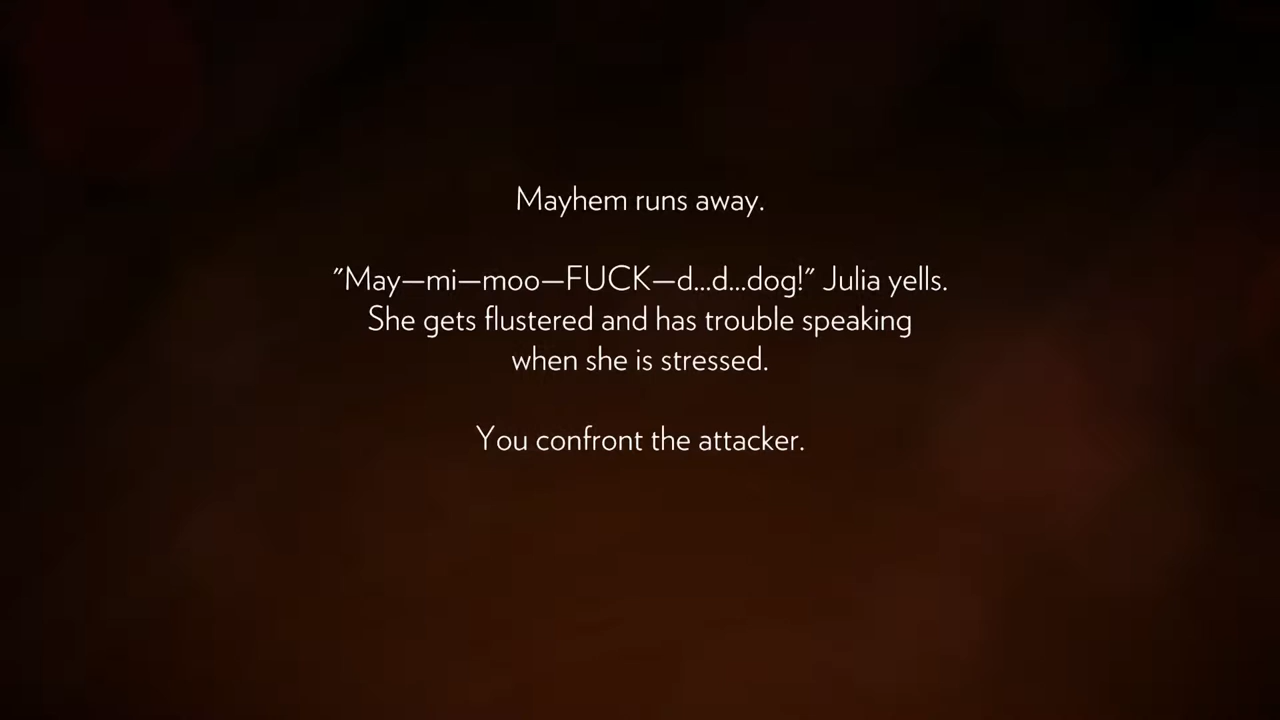 Mayhem runs away.
"May—mi—moo—FUCK—d...d...dog!" Julia yells.
She gets flustered and has trouble speaking
when she is stressed.
You confront the attacker.